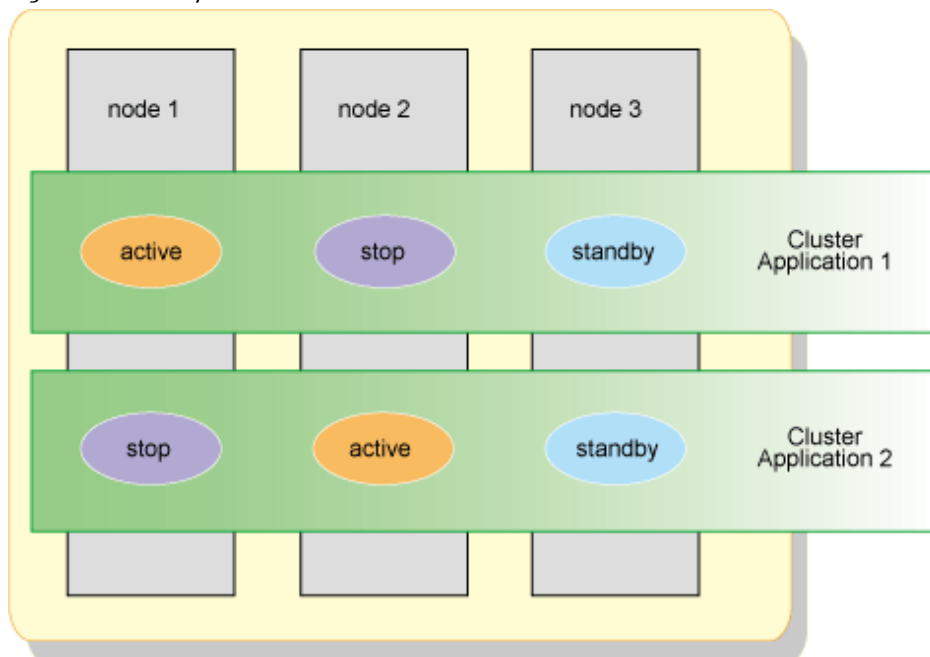 node 1
node 2
node 3
active
stop
standby
Cluster
Application 1
stop
active
standby
Cluster
Application 2